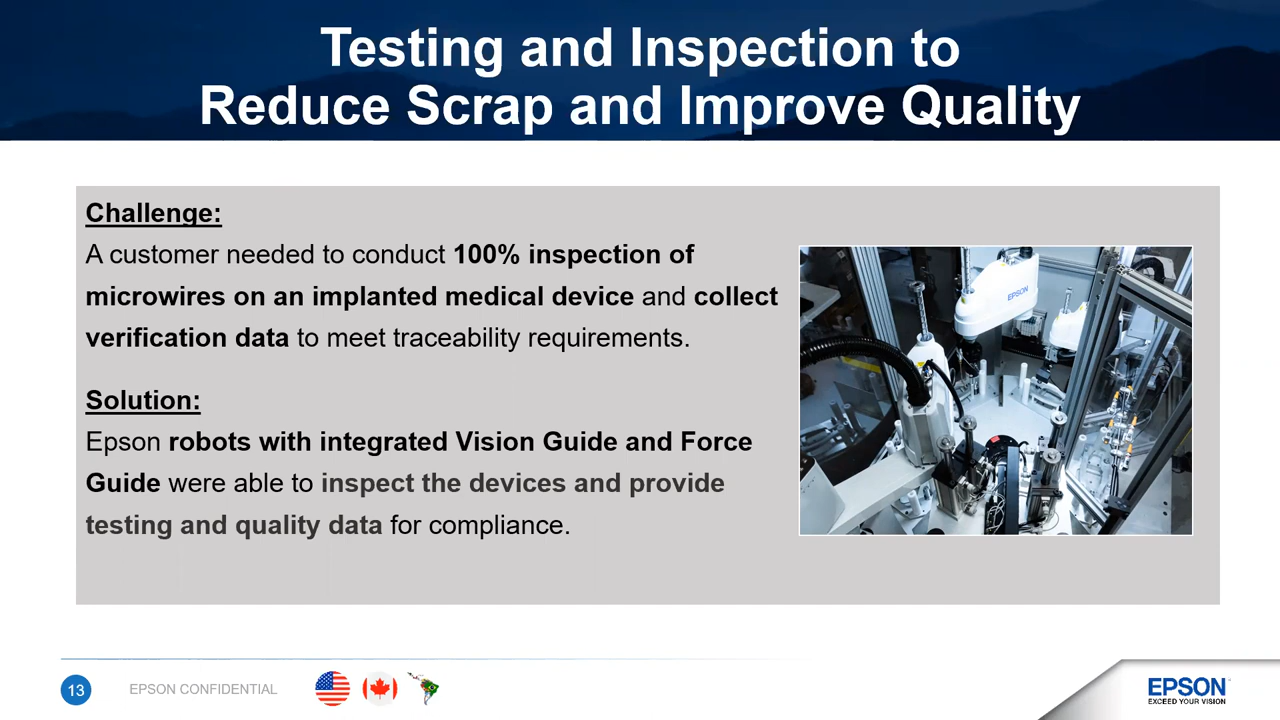 Testing and Inspection to
Reduce Scrap and Improve Quality
Challenge:
A customer needed to conduct 100% inspection of
microwires on an implanted medical device and collect
verification data to meet traceability requirements.
Solution:
Epson robots with integrated Vision Guide and Force
Guide were able to inspect the devices and provide
testing and quality data for compliance.
EPSON
13
EPSON CONFIDENTIAL
EPSON
EXCEED YOUR VISION